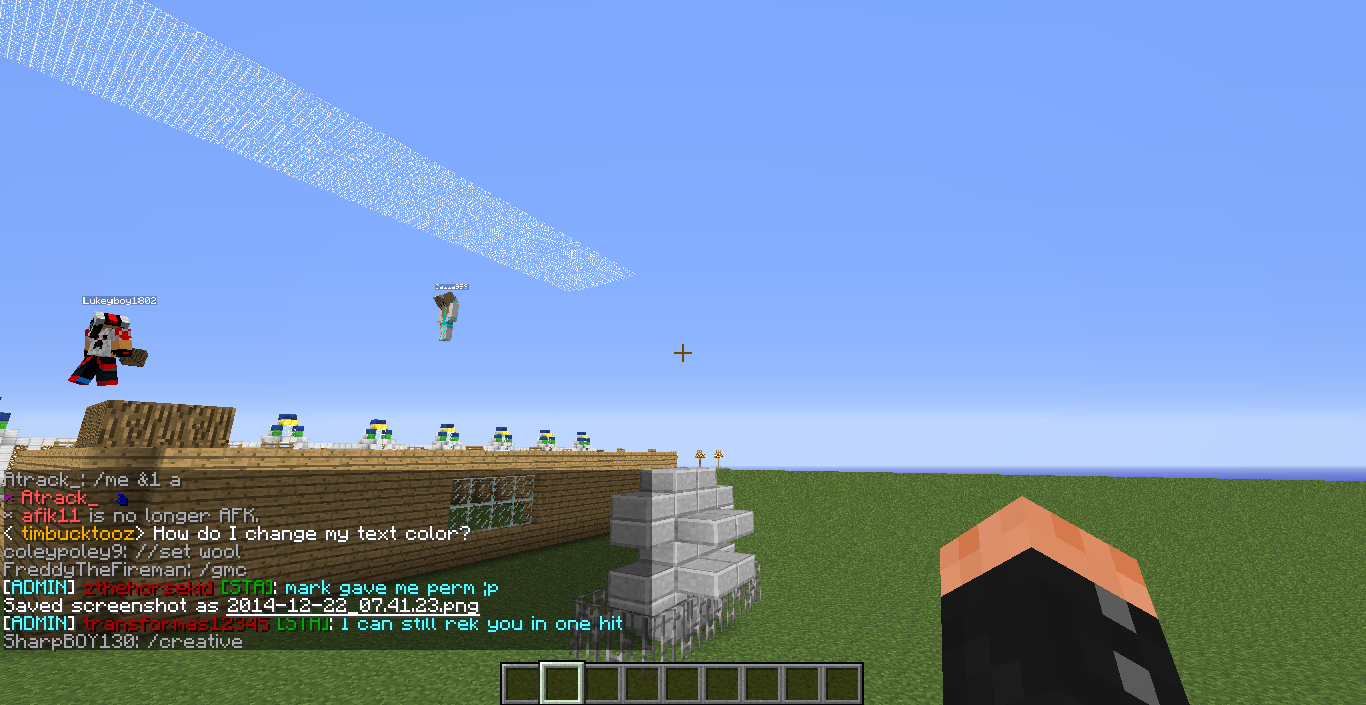 Lukeyboy1802
Atrack_: /me &1 a
* Atrack_ a
* afik11 is no longer AFK.
< timbucktooz> How do I change my text color?
coleypoley9: //set wool
FreddyTheFireman: /gmc
[ADMIN] zthehorsekid [STA]: mark gave me perm ;p
Saved screenshot as 2014-12-22_07.41.23.png
[ADMIN] transformas12345 [STA]: I can still rek you in one hit
SharpBOY130: /creative